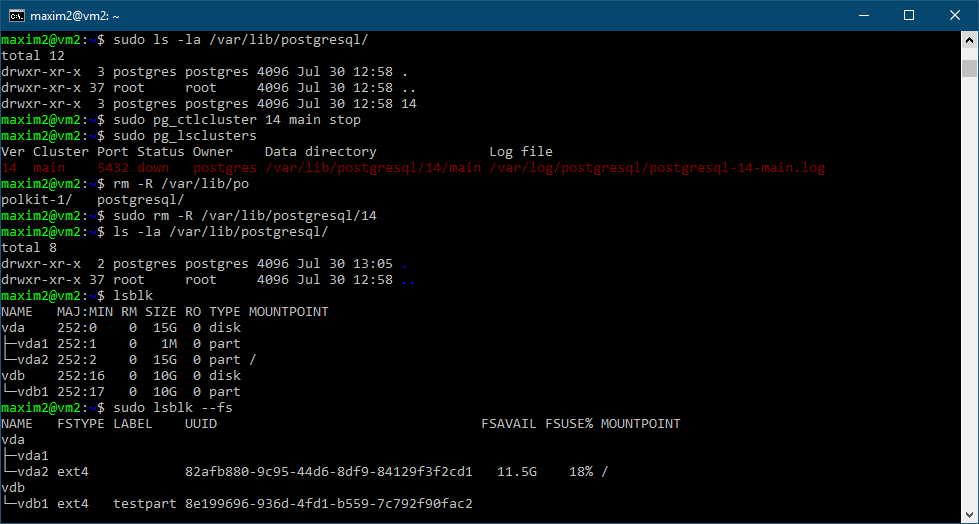 maxim2@vm2: ~
maxim2@vm2:~$ sudo ls -la /var/lib/postgresql/
total 12
drwxr-xr-x  3 postgres postgres 4096 Jul 30 12:58 .
drwxr-xr-x 37 root     root     4096 Jul 30 12:58 ..
drwxr-xr-x  3 postgres postgres 4096 Jul 30 12:58 14
maxim2@vm2:~$ sudo pg_ctlcluster 14 main stop
maxim2@vm2:~$ sudo pg_lsclusters
Ver Cluster Port Status Owner    Data directory              Log file
14  main    5432 down   postgres /var/lib/postgresql/14/main /var/log/postgresql/postgresql-14-main.log
maxim2@vm2:~$ rm -R /var/lib/po
polkit-1/   postgresql/
maxim2@vm2:~$ sudo rm -R /var/lib/postgresql/14
maxim2@vm2:~$ ls -la /var/lib/postgresql/
total 8
drwxr-xr-x  2 postgres postgres 4096 Jul 30 13:05 .
drwxr-xr-x 37 root     root     4096 Jul 30 12:58 ..
maxim2@vm2:~$ lsblk
NAME   MAJ:MIN RM SIZE RO TYPE MOUNTPOINT
vda    252:0    0  15G  0 disk
├─vda1 252:1    0   1M  0 part
└─vda2 252:2    0  15G  0 part /
vdb    252:16   0  10G  0 disk
└─vdb1 252:17   0  10G  0 part
maxim2@vm2:~$ sudo lsblk --fs
NAME   FSTYPE LABEL    UUID                                 FSAVAIL FSUSE% MOUNTPOINT
vda
├─vda1
└─vda2 ext4            82afb880-9c95-44d6-8df9-84129f3f2cd1   11.5G    18% /
vdb
└─vdb1 ext4   testpart 8e199696-936d-4fd1-b559-7c792f90fac2